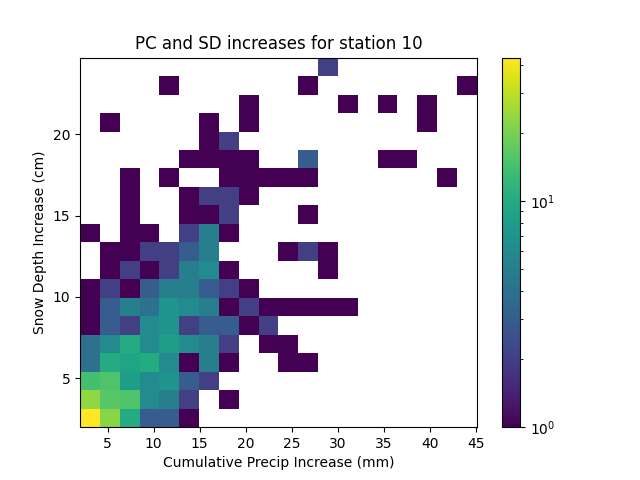 PC and SD increases for station 10
Snow Depth Increase (cm)
20
15
10
5
5 10 15 20 25 30 35 40 45
Cumulative Precip Increase (mm)
10¹
10⁰